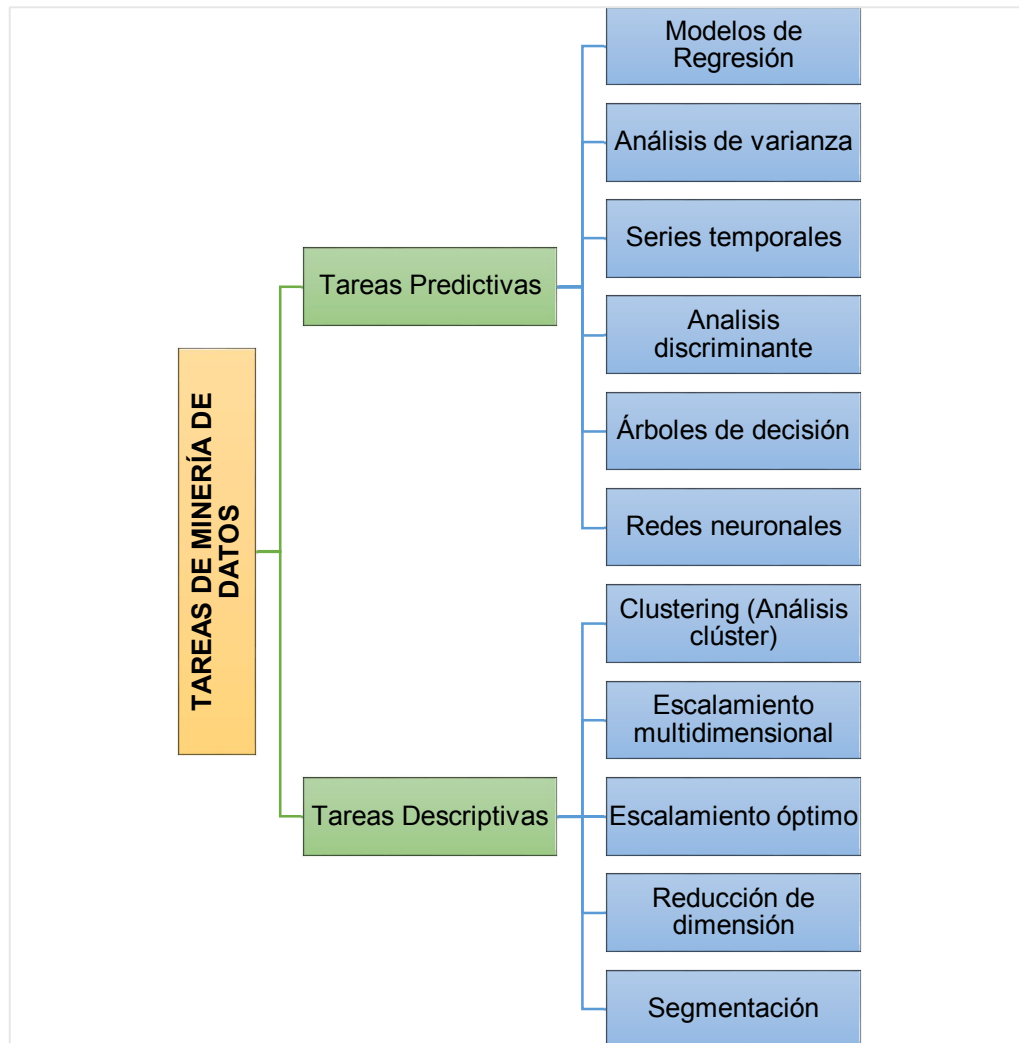 TAREAS DE MINERÍA DE
DATOS
Tareas Predictivas
Modelos de
Regresión
Análisis de varianza
Series temporales
Analisis
discriminante
Árboles de decisión
Redes neuronales
Tareas Descriptivas
Clustering (Análisis
clúster)
Escalamiento
multidimensional
Escalamiento óptimo
Reducción de
dimensión
Segmentación